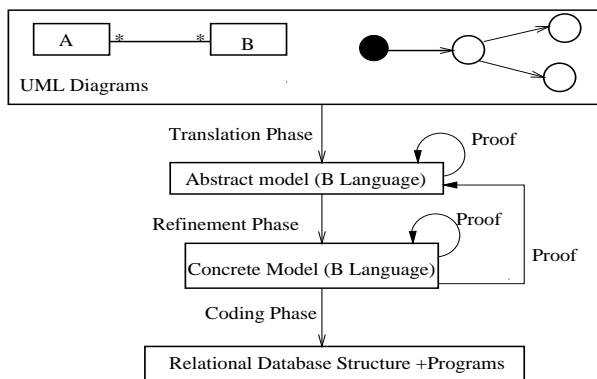 A * * B
UML Diagrams
Translation Phase
Proof
Abstract model (B Language)
Refinement Phase
Proof
Concrete Model (B Language)
Proof
Coding Phase
Relational Database Structure +Programs